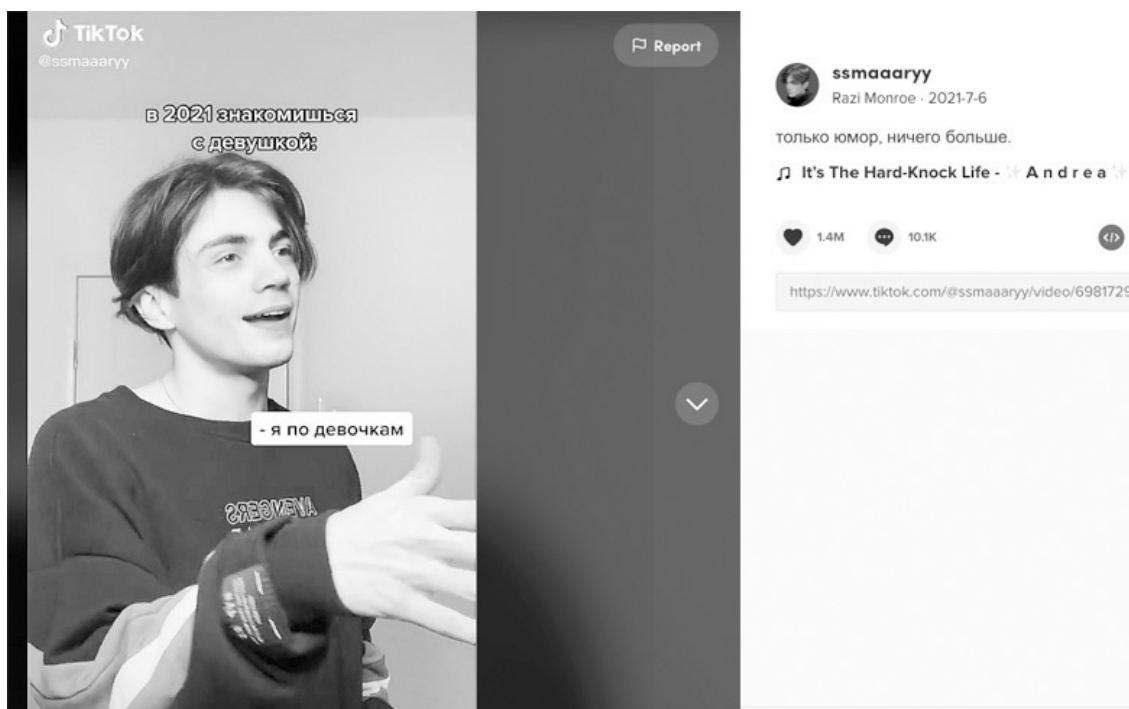 TikTok
@ssmaaaryy
Report
в 2021 знакомишься
с девушкой:
- я по девочкам
AVENGERS
ssmaaaryy
Razi Monroe · 2021-7-6
только юмор, ничего больше.
It's The Hard-Knock Life - ✨ A n d r e a ✨
1.4M
10.1K
</>
https://www.tiktok.com/@ssmaaaryy/video/6981729